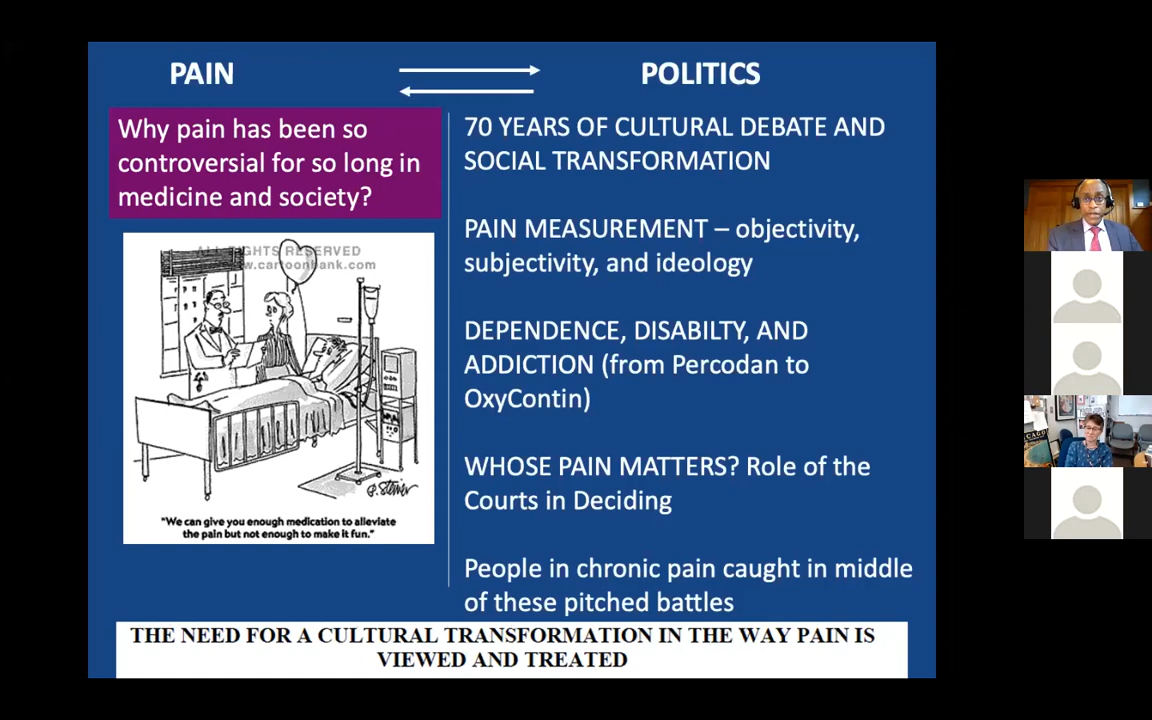 PAIN
POLITICS
Why pain has been so
controversial for so long in
medicine and society?
ALL RIGHTS RESERVED
www.cartoonbank.com
P. Steiner
"We can give you enough medication to alleviate
the pain but not enough to make it fun."
70 YEARS OF CULTURAL DEBATE AND
SOCIAL TRANSFORMATION
PAIN MEASUREMENT – objectivity,
subjectivity, and ideology
DEPENDENCE, DISABILTY, AND
ADDICTION (from Percodan to
OxyContin)
WHOSE PAIN MATTERS? Role of the
Courts in Deciding
People in chronic pain caught in middle
of these pitched battles
THE NEED FOR A CULTURAL TRANSFORMATION IN THE WAY PAIN IS
VIEWED AND TREATED